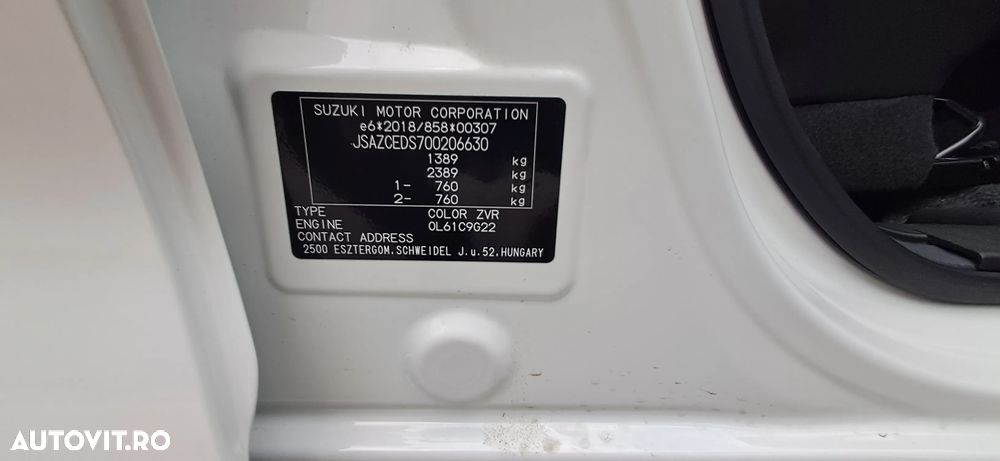 SUZUKI MOTOR CORPORATION
e6*2018/858*00307
JSAZCEDS700206630
1389 kg
2389 kg
1- 760 kg
2- 760 kg
TYPE COLOR ZVR
ENGINE 0L61C9G22
CONTACT ADDRESS
2500 ESZTERGOM.SCHWEIDEL J.u.52.HUNGARY
AUTOVIT.RO